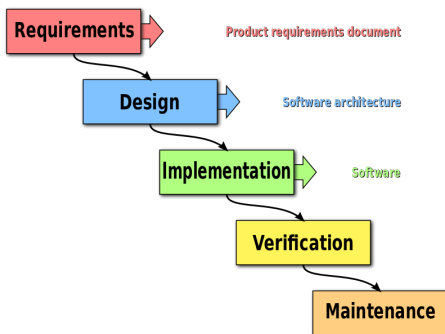 Requirements
Product requirements document
Design
Software architecture
Implementation
Software
Verification
Maintenance